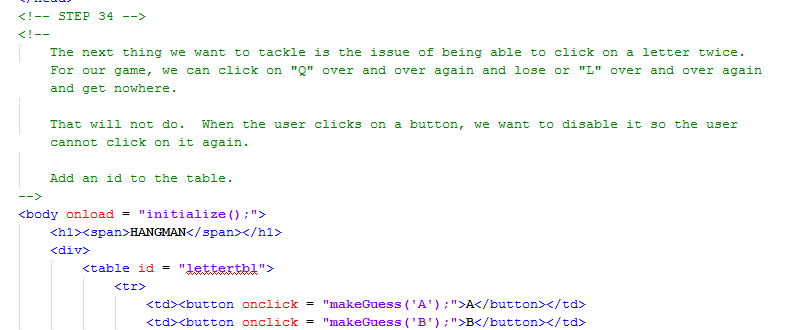 <!-- STEP 34 -->
<!--
The next thing we want to tackle is the issue of being able to click on a letter twice.
For our game, we can click on "Q" over and over again and lose or "L" over and over again
and get nowhere.
That will not do.  When the user clicks on a button, we want to disable it so the user
cannot click on it again.
Add an id to the table.
-->
<body onload = "initialize();">
<h1><span>HANGMAN</span></h1>
<div>
<table id = "lettertbl">
<tr>
<td><button onclick = "makeGuess('A');">A</button></td>
<td><button onclick = "makeGuess('B');">B</button></td>